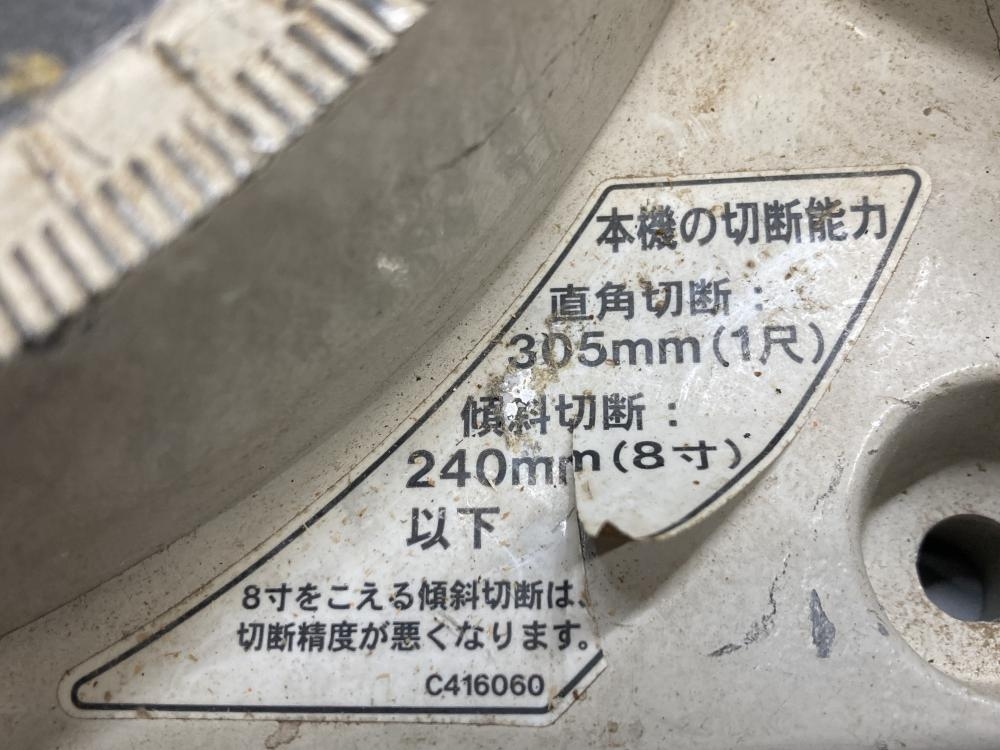 本機の切断能力
直角切断：
305mm(1尺)
傾斜切断：
240mm(8寸)
以下
8寸をこえる傾斜切断は、
切断精度が悪くなります。
C416060